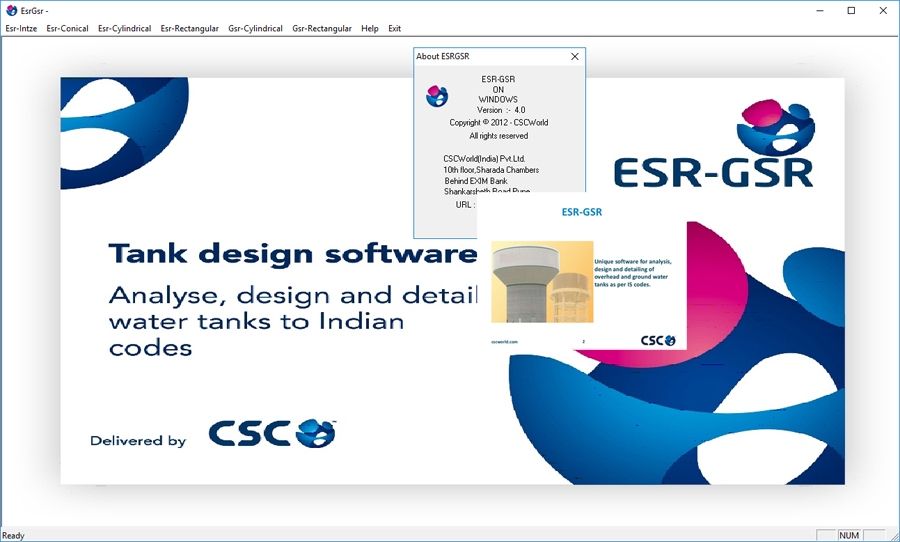 EsrGsr -
Esr-Intze Esr-Conical Esr-Cylindrical Esr-Rectangular Gsr-Cylindrical Gsr-Rectangular Help Exit
About ESRGSR
ESR-GSR
ON
WINDOWS
Version :- 4.0
Copyright © 2012 - CSCWorld
All rights reserved
CSCWorld(India) Pvt.Ltd.
10th floor,Sharada Chambers
Behind EXIM Bank
Shankarsheth Road Pune
URL :
ESR-GSR
ESR-GSR
Unique software for analysis,
design and detailing of
overhead and ground water
tanks as per IS codes.
cscworld.com 2 CSC
Tank design software
Analyse, design and detail
water tanks to Indian
codes
Delivered by CSC
Ready NUM